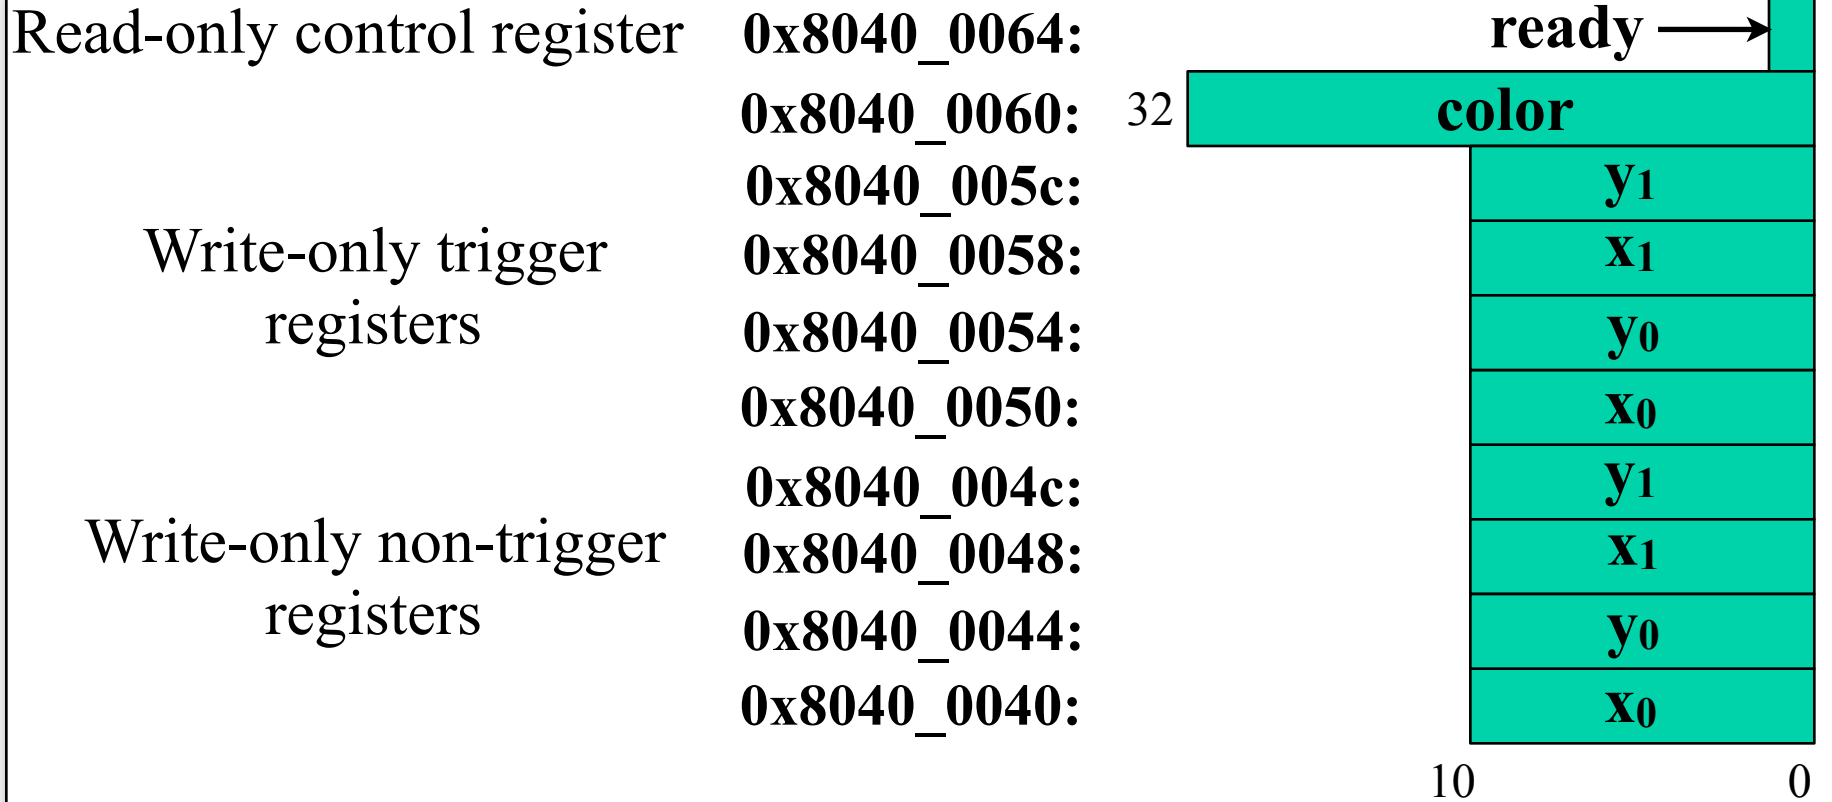 Read-only control register 0x8040_0064: ready
0x8040_0060: 32 color
0x8040_005c: y1
Write-only trigger 0x8040_0058: x1
registers 0x8040_0054: y0
0x8040_0050: x0
0x8040_004c: y1
Write-only non-trigger 0x8040_0048: x1
registers 0x8040_0044: y0
0x8040_0040: x0
10 0